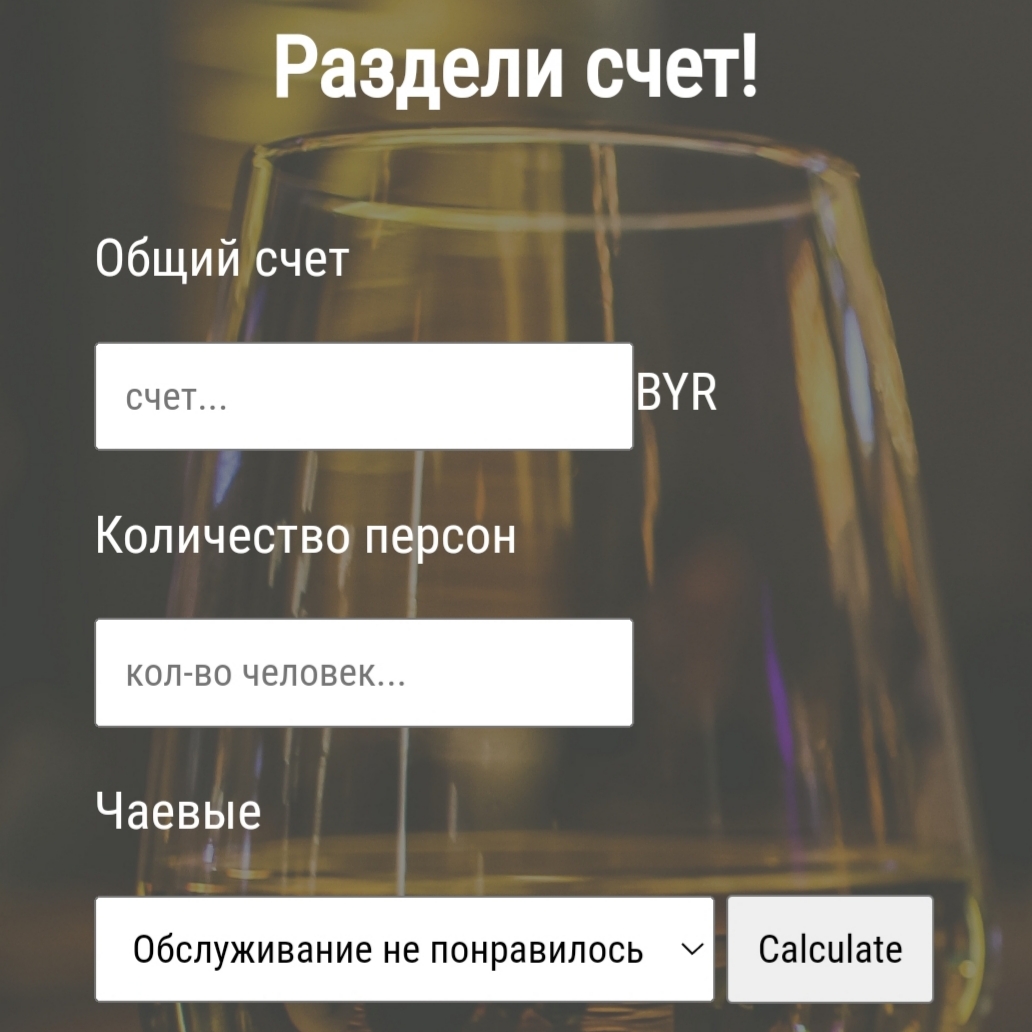 Раздели счет!
Общий счет
счет...
BYR
Количество персон
кол-во человек...
Чаевые
Обслуживание не понравилось
Calculate